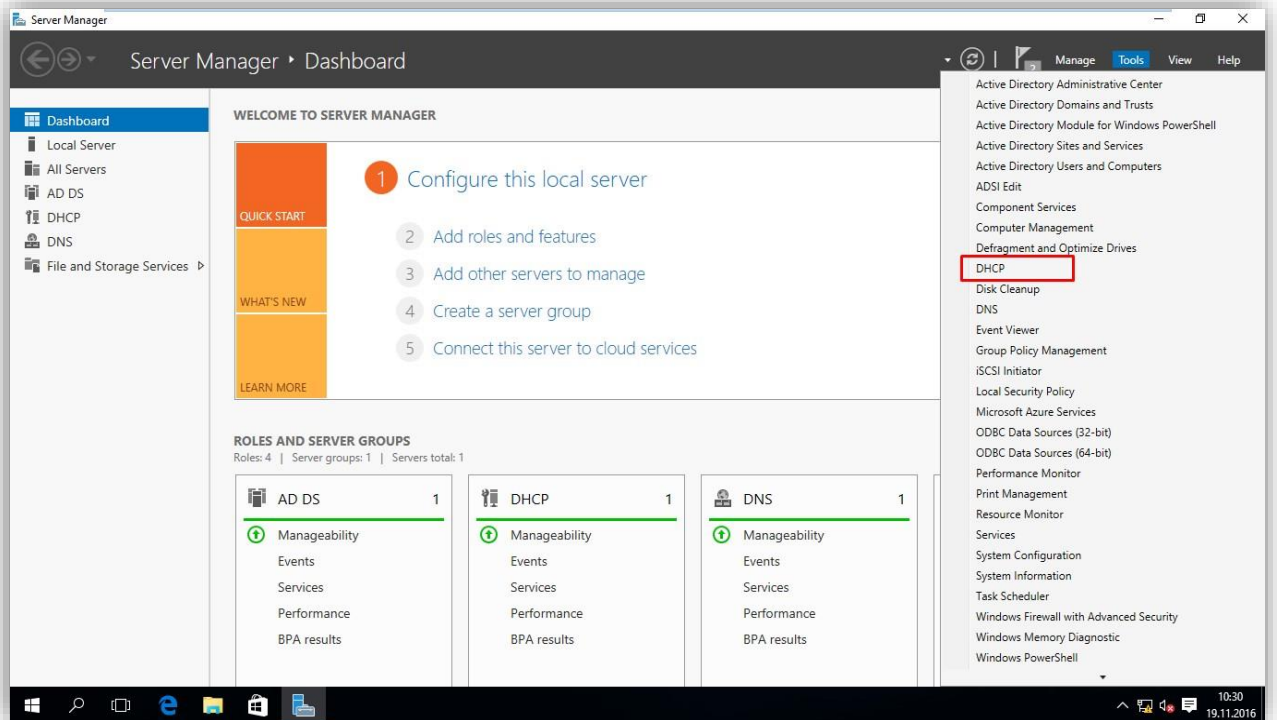 Server Manager
Server Manager ‣ Dashboard
2
Manage
Tools
View
Help
Dashboard
Local Server
All Servers
AD DS
DHCP
DNS
File and Storage Services
WELCOME TO SERVER MANAGER
QUICK START
WHAT'S NEW
LEARN MORE
1 Configure this local server
2 Add roles and features
3 Add other servers to manage
4 Create a server group
5 Connect this server to cloud services
ROLES AND SERVER GROUPS
Roles: 4 | Server groups: 1 | Servers total: 1
AD DS 1
Manageability
Events
Services
Performance
BPA results
DHCP 1
Manageability
Events
Services
Performance
BPA results
DNS 1
Manageability
Events
Services
Performance
BPA results
Active Directory Administrative Center
Active Directory Domains and Trusts
Active Directory Module for Windows PowerShell
Active Directory Sites and Services
Active Directory Users and Computers
ADSI Edit
Component Services
Computer Management
Defragment and Optimize Drives
DHCP
Disk Cleanup
DNS
Event Viewer
Group Policy Management
iSCSI Initiator
Local Security Policy
Microsoft Azure Services
ODBC Data Sources (32-bit)
ODBC Data Sources (64-bit)
Performance Monitor
Print Management
Resource Monitor
Services
System Configuration
System Information
Task Scheduler
Windows Firewall with Advanced Security
Windows Memory Diagnostic
Windows PowerShell
10:30
19.11.2016